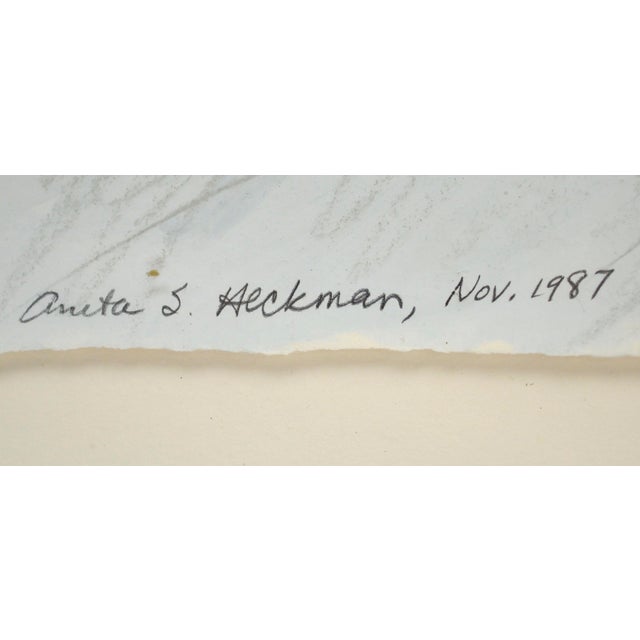 Anita S. Heckman, Nov. 1987